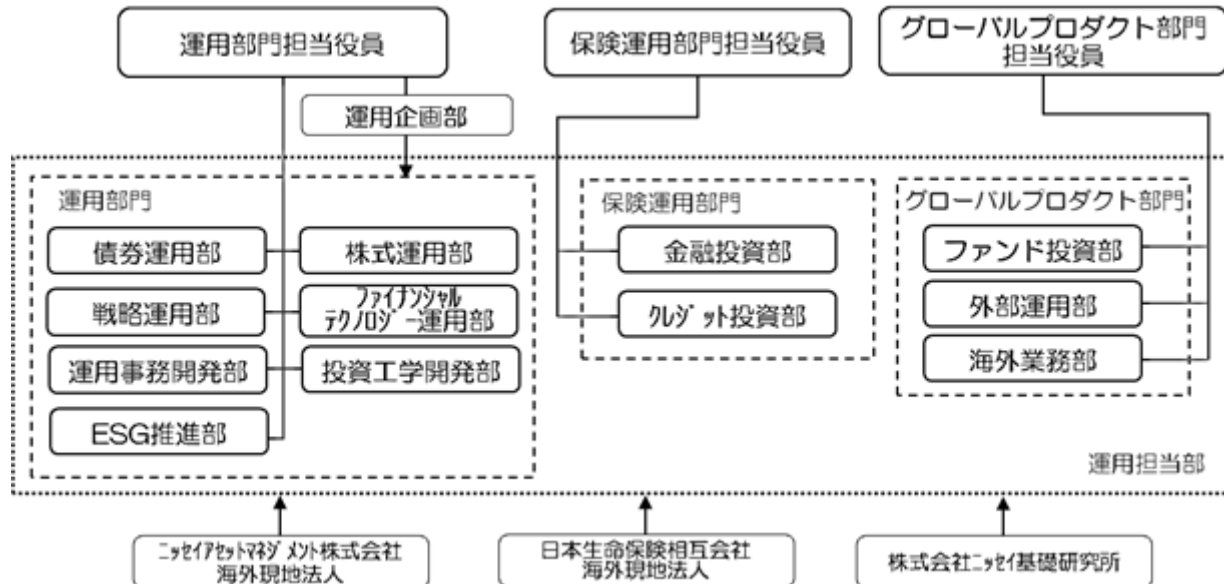 運用部門担当役員
保険運用部門担当役員
グローバルプロダクト部門
担当役員
運用企画部
運用部門
債券運用部
株式運用部
戦略運用部
ファイナンシャル
テクノロジー運用部
運用事務開発部
投資工学開発部
ESG推進部
保険運用部門
金融投資部
クレジット投資部
グローバルプロダクト部門
ファンド投資部
外部運用部
海外業務部
運用担当部
ニッセイアセットマネジメント株式会社
海外現地法人
日本生命保険相互会社
海外現地法人
株式会社ニッセイ基礎研究所